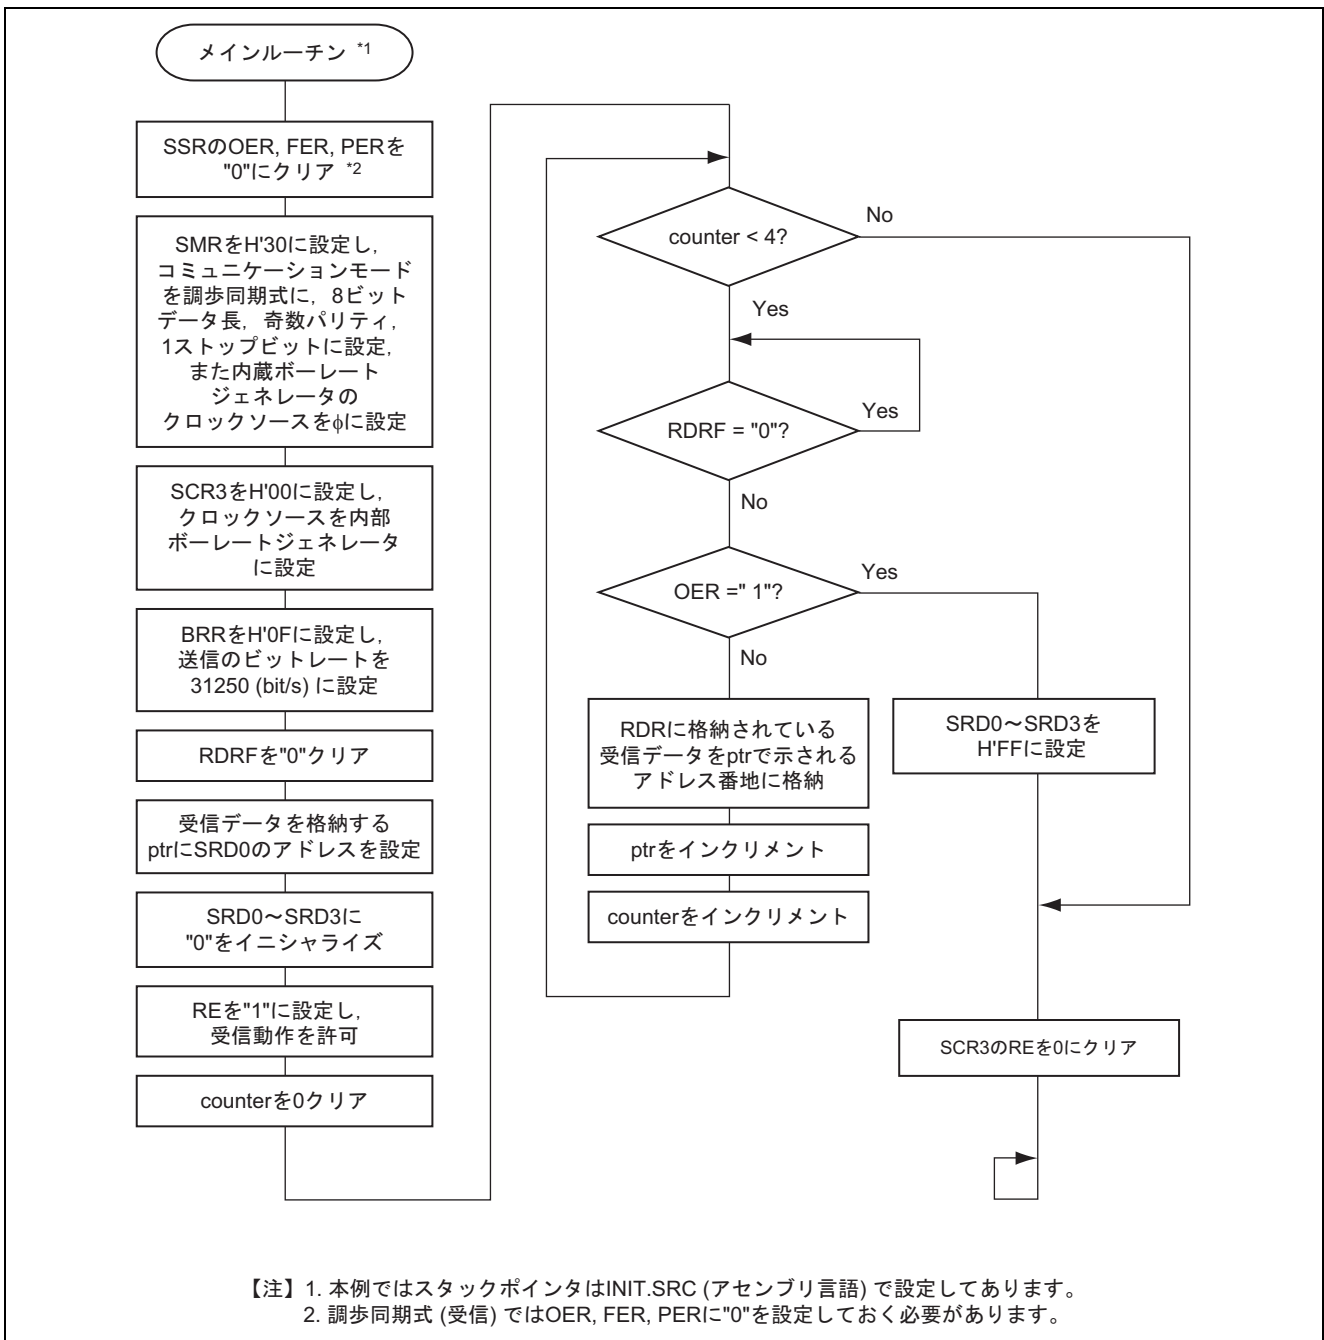 メインルーチン *1
SSRのOER, FER, PERを
"0"にクリア *2
SMRをH'30に設定し,
コミュニケーションモード
を調歩同期式に, 8ビット
データ長, 奇数パリティ,
1ストップビットに設定,
また内蔵ボーレート
ジェネレータの
クロックソースをφに設定
SCR3をH'00に設定し,
クロックソースを内部
ボーレートジェネレータ
に設定
BRRをH'0Fに設定し,
送信のビットレートを
31250 (bit/s) に設定
RDRFを"0"クリア
受信データを格納する
ptrにSRD0のアドレスを設定
SRD0～SRD3に
"0"をイニシャライズ
REを"1"に設定し,
受信動作を許可
counterを0クリア
counter < 4?
No
Yes
RDRF = "0"?
Yes
No
OER =" 1"?
Yes
No
RDRに格納されている
受信データをptrで示される
アドレス番地に格納
ptrをインクリメント
counterをインクリメント
SRD0～SRD3を
H'FFに設定
SCR3のREを0にクリア
【注】1. 本例ではスタックポインタはINIT.SRC (アセンブリ言語) で設定してあります。
2. 調歩同期式 (受信) ではOER, FER, PERに"0"を設定しておく必要があります。